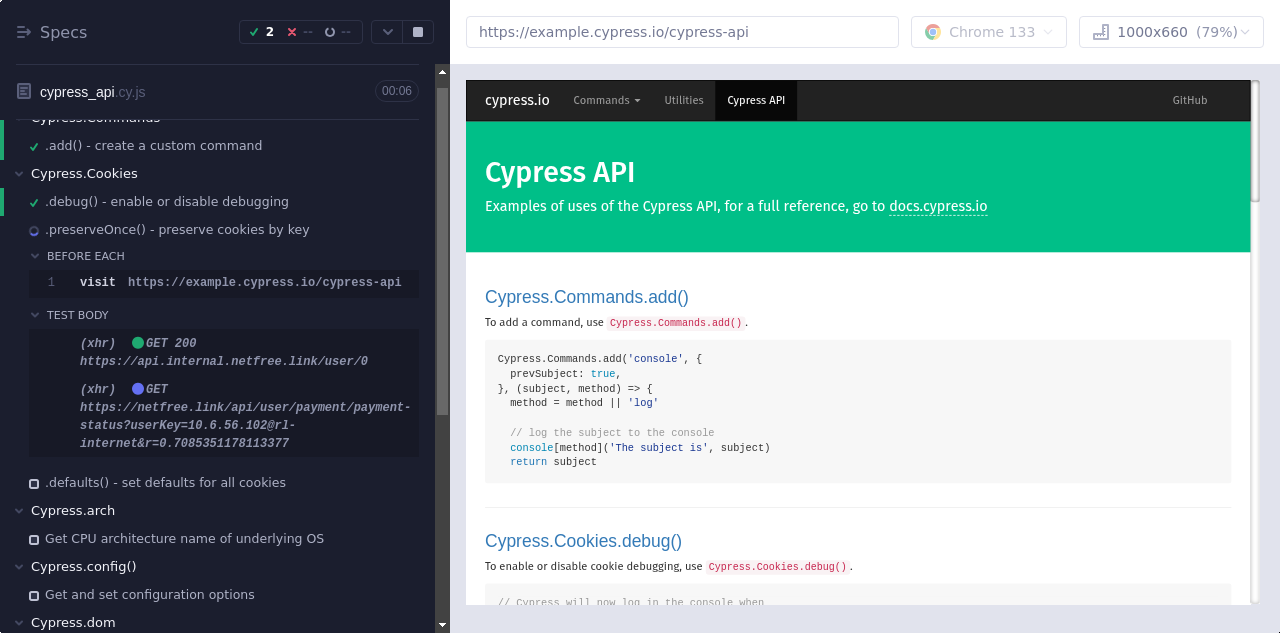 Specs
2
--
--
cypress_api.cy.js
00:06
Cypress.Commands
.add() - create a custom command
Cypress.Cookies
.debug() - enable or disable debugging
.preserveOnce() - preserve cookies by key
BEFORE EACH
1 visit https://example.cypress.io/cypress-api
TEST BODY
(xhr) GET 200
https://api.internal.netfree.link/user/0
(xhr) GET
https://netfree.link/api/user/payment/payment-
status?userKey=10.6.56.102@rl-
internet&r=0.7085351178113377
.defaults() - set defaults for all cookies
Cypress.arch
Get CPU architecture name of underlying OS
Cypress.config()
Get and set configuration options
Cypress.dom
https://example.cypress.io/cypress-api
Chrome 133
1000x660 (79%)
cypress.io
Commands
Utilities
Cypress API
GitHub
Cypress API
Examples of uses of the Cypress API, for a full reference, go to docs.cypress.io
Cypress.Commands.add()
To add a command, use Cypress.Commands.add().
Cypress.Commands.add('console', {
  prevSubject: true,
}, (subject, method) => {
  method = method || 'log'
  // log the subject to the console
  console[method]('The subject is', subject)
  return subject
Cypress.Cookies.debug()
To enable or disable cookie debugging, use Cypress.Cookies.debug().
// Cypress will now log in the console when